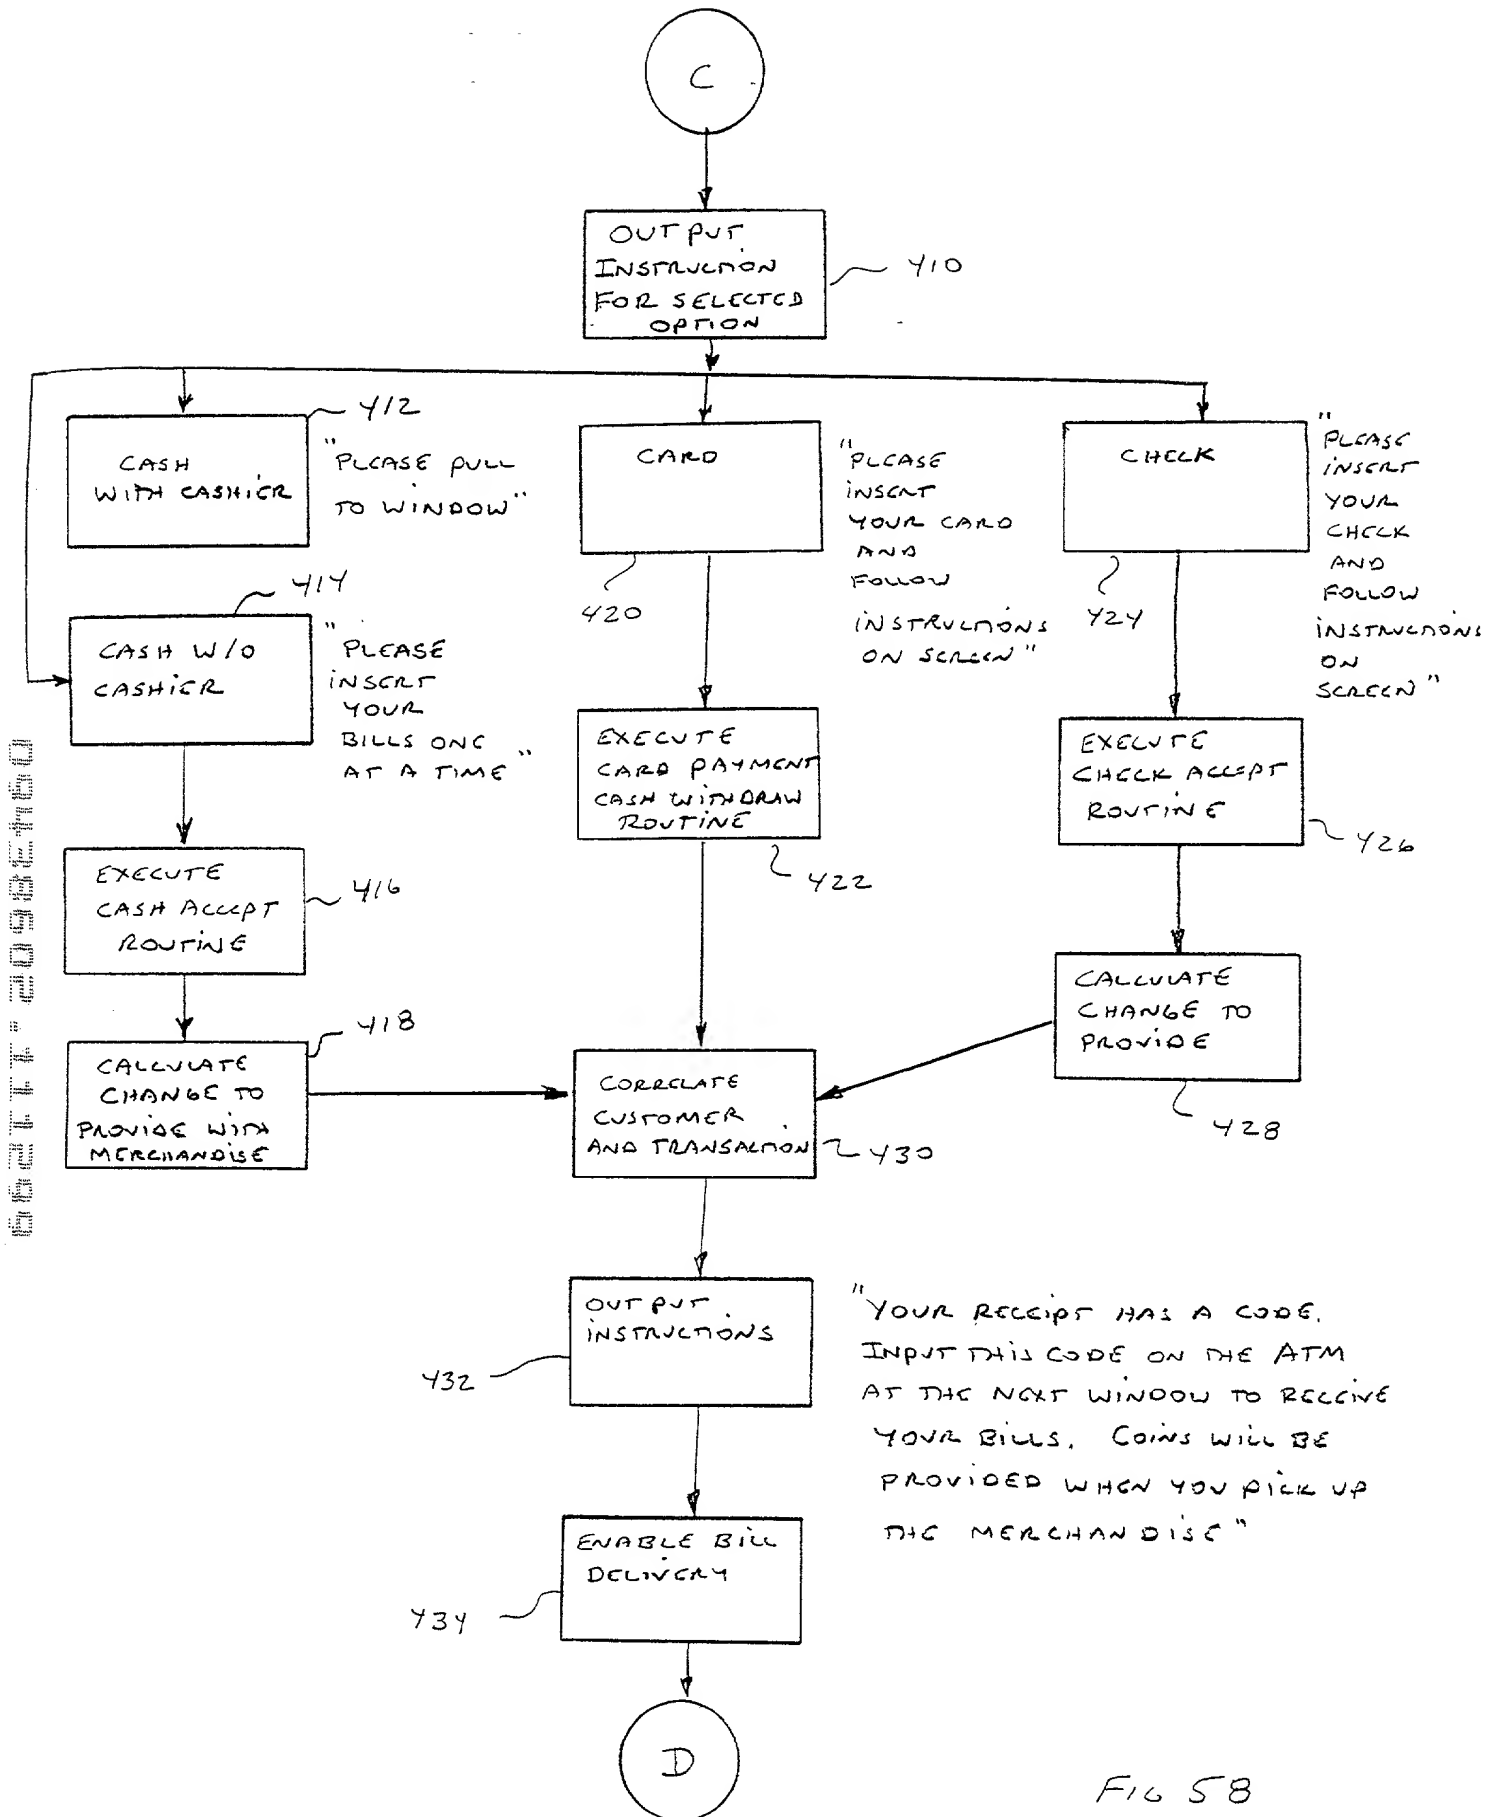 C
OUTPUT
INSTRUCTION
FOR SELECTED
OPTION
410
412
CASH
WITH CASHIER
"PLEASE PULL
TO WINDOW"
CARD
420
"PLEASE
INSERT
YOUR CARD
AND
FOLLOW
INSTRUCTIONS
ON SCREEN"
CHECK
424
"PLEASE
INSERT
YOUR
CHECK
AND
FOLLOW
INSTRUCTIONS
ON
SCREEN"
414
CASH W/O
CASHIER
"PLEASE
INSERT
YOUR
BILLS ONE
AT A TIME"
EXECUTE
CARD PAYMENT
CASH WITHDRAW
ROUTINE
422
EXECUTE
CHECK ACCEPT
ROUTINE
426
EXECUTE
CASH ACCEPT
ROUTINE
416
CALCULATE
CHANGE TO
PROVIDE WITH
MERCHANDISE
418
CALCULATE
CHANGE TO
PROVIDE
428
CORRELATE
CUSTOMER
AND TRANSACTION
430
OUTPUT
INSTRUCTIONS
432
"YOUR RECEIPT HAS A CODE.
INPUT THIS CODE ON THE ATM
AT THE NEXT WINDOW TO RECEIVE
YOUR BILLS. COINS WILL BE
PROVIDED WHEN YOU PICK UP
THE MERCHANDISE"
ENABLE BILL
DELIVERY
434
D
FIG 58